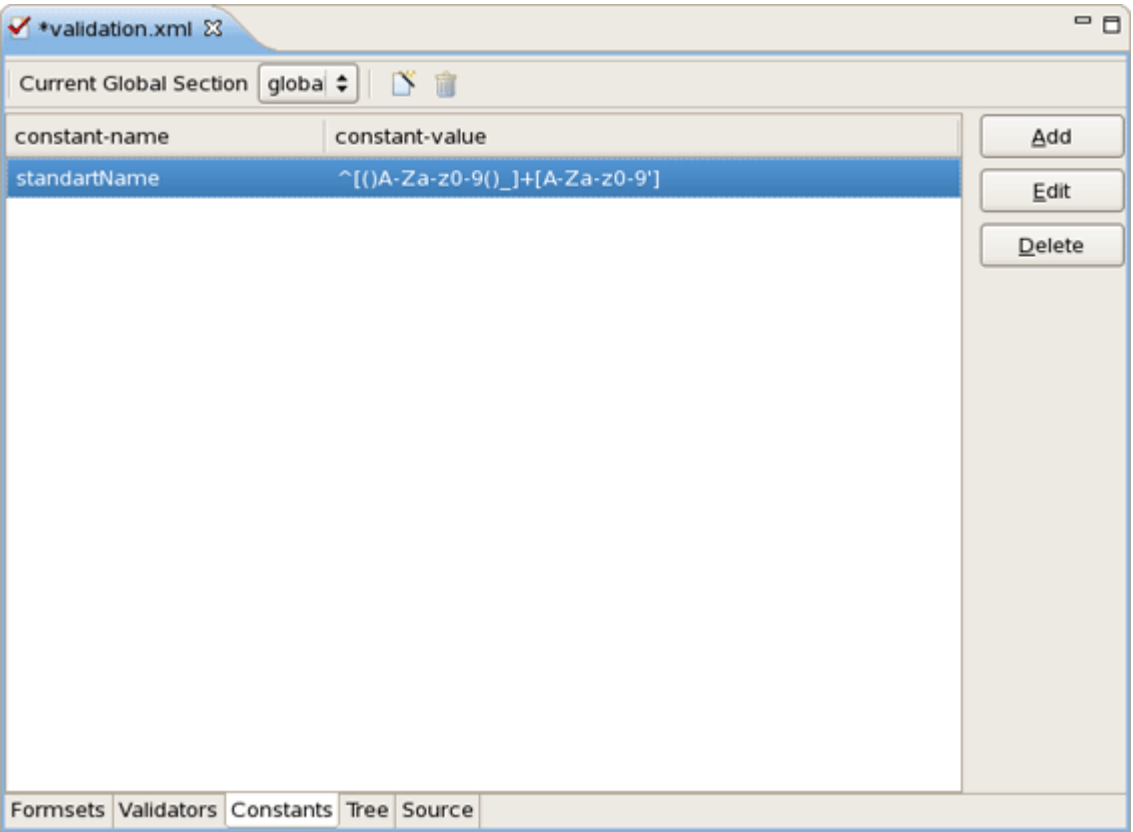 *validation.xml
Current Global Section globa
constant-name constant-value Add
standartName ^[()A-Za-z0-9()_]+[A-Za-z0-9']
Edit
Delete
Formsets Validators Constants Tree Source